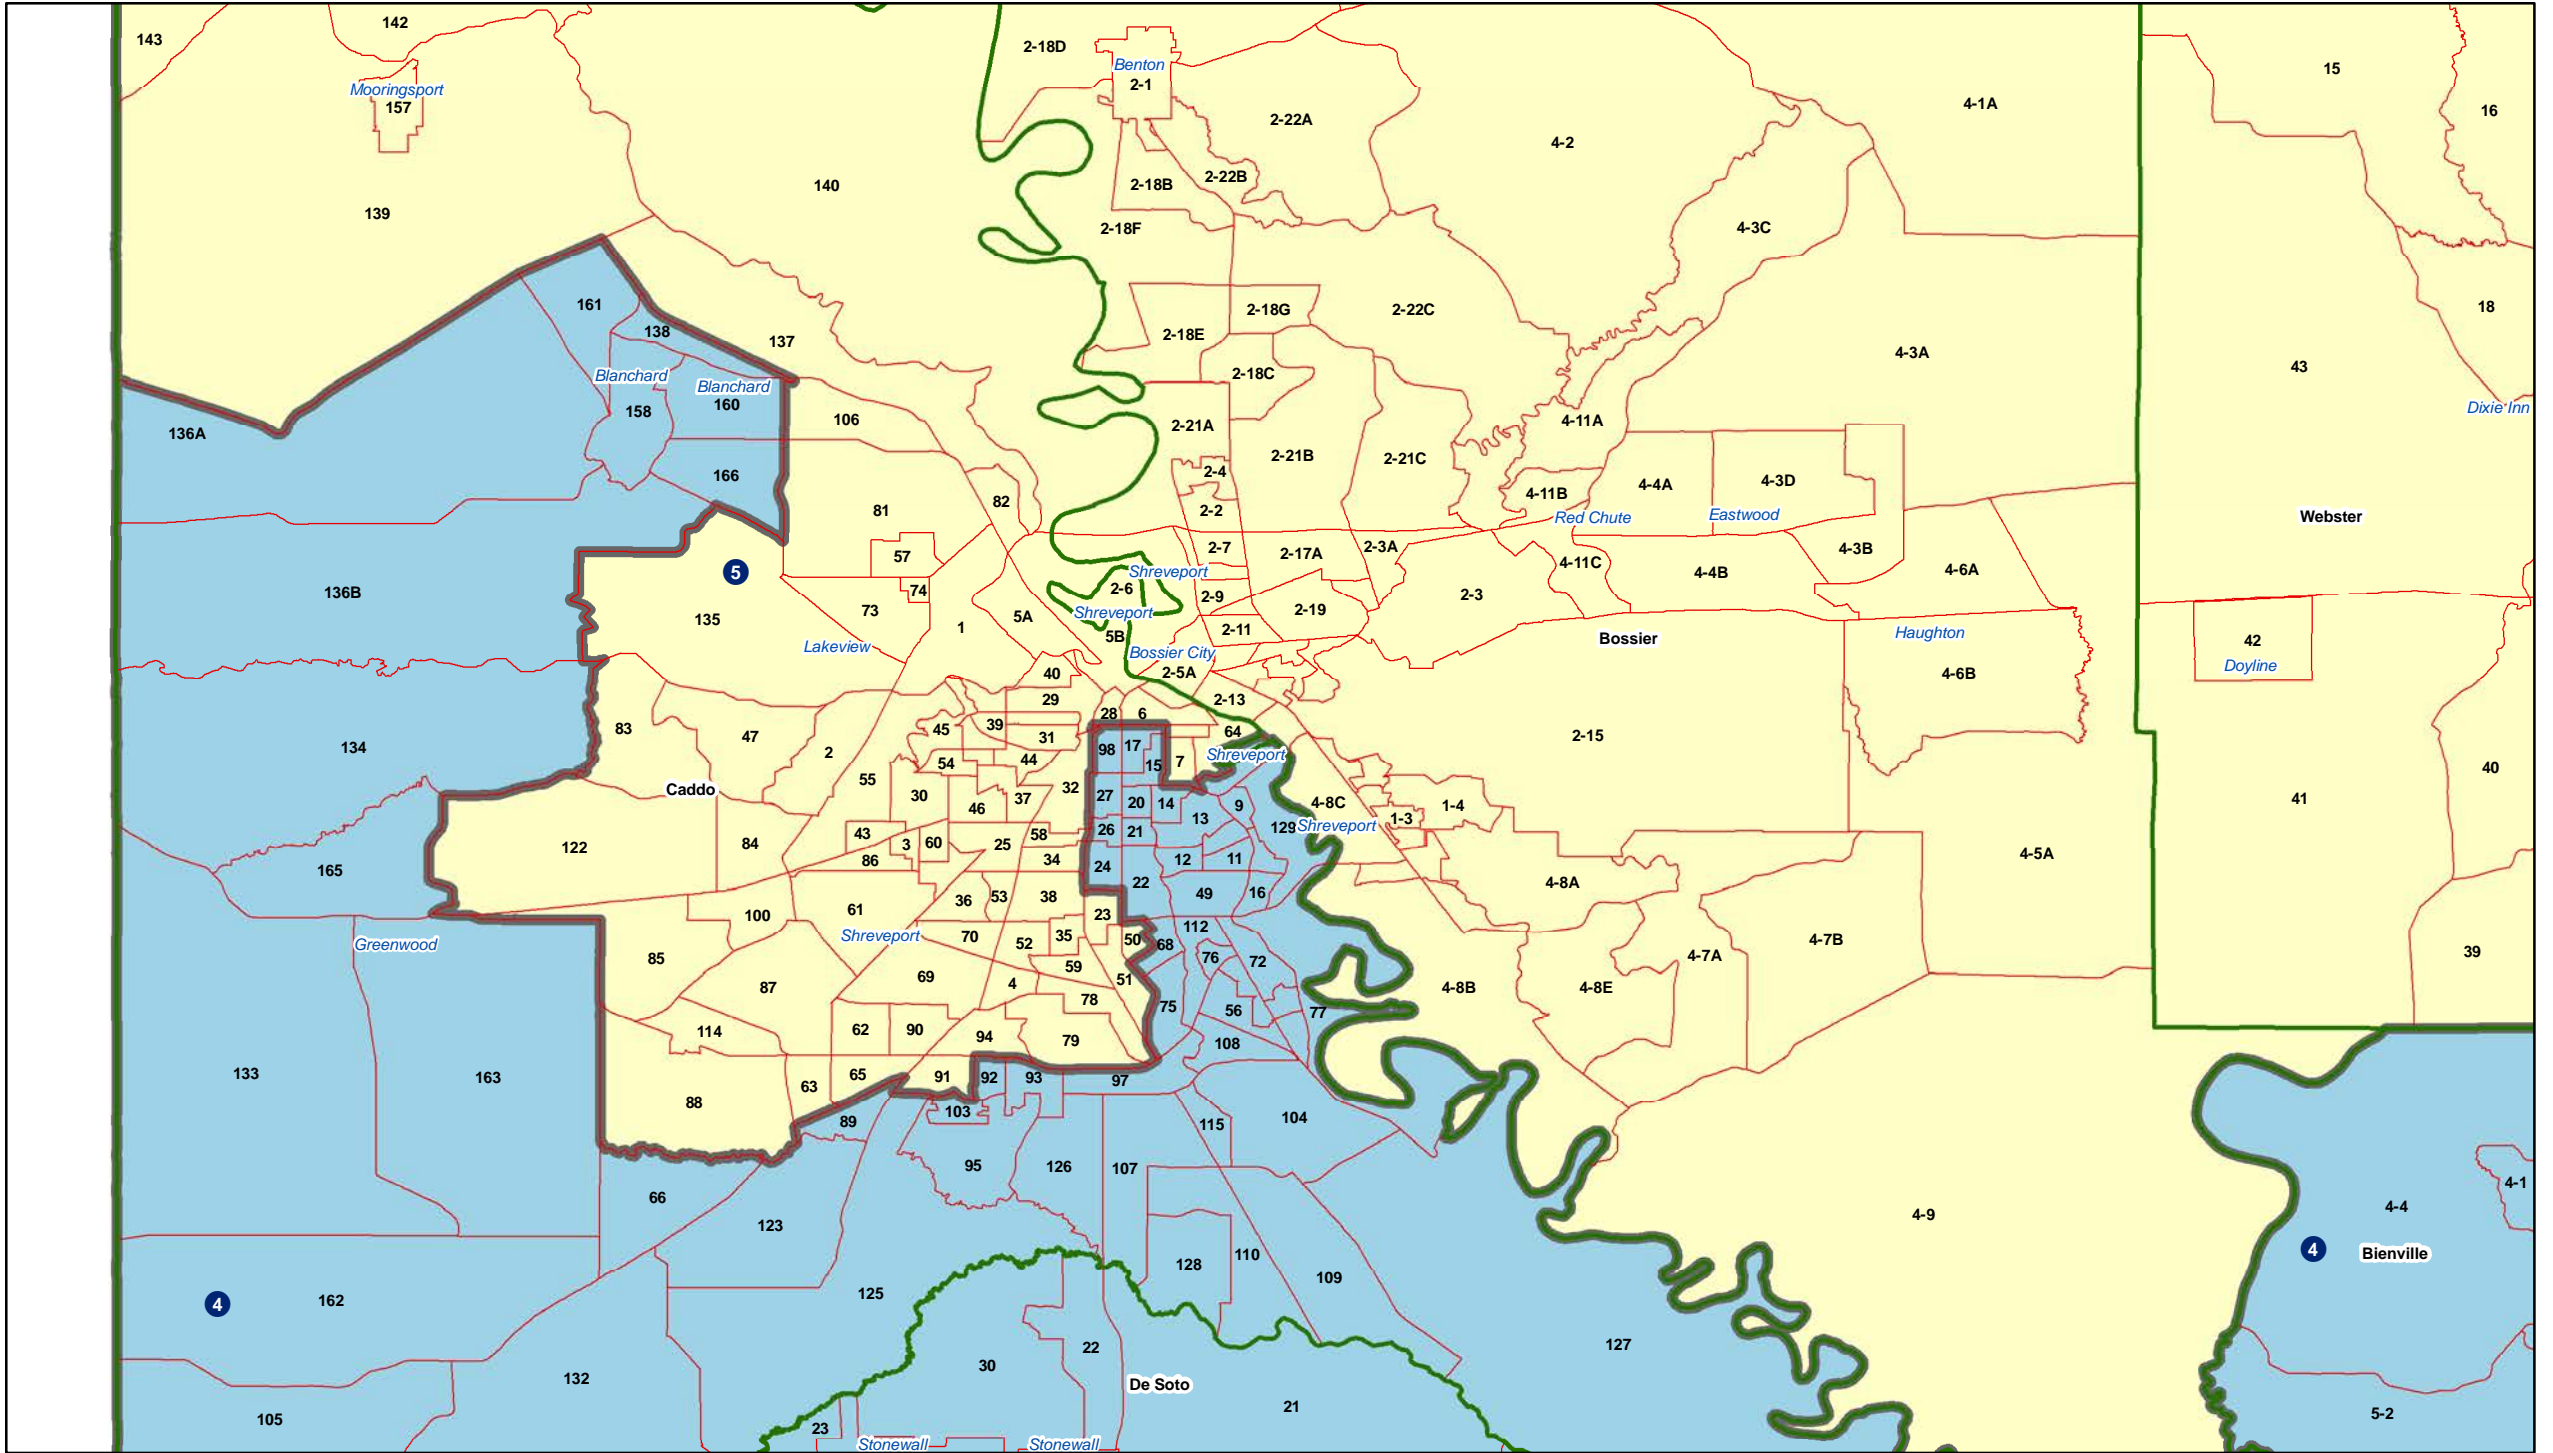 143
142
2-18D
Benton
2-1
15
16
4-1A
Mooringsport
157
2-22A
4-2
140
2-18B
2-22B
139
2-18F
4-3C
161
138
137
2-18G
2-18E
2-22C
18
4-3A
43
Blanchard
Blanchard
160
158
2-18C
Dixie Inn
136A
106
2-21A
4-11A
166
2-21B
2-21C
2-4
4-11B
4-4A
4-3D
81
82
2-2
Red Chute
Eastwood
Webster
57
2-7
2-17A
2-3A
4-3B
5
Shreveport
4-11C
4-4B
4-6A
136B
74
2-6
2-9
2-3
73
Shreveport
2-19
135
1
5A
5B
2-11
Bossier
Haughton
42
Lakeview
Bossier City
Doyline
40
2-5A
4-6B
29
2-13
28
6
83
47
45
39
64
134
2
31
98
17
Shreveport
2-15
54
44
15
7
55
Caddo
32
40
30
46
37
27
20
14
9
4-8C
1-4
41
13
129
Shreveport
1-3
122
84
43
3
60
25
58
26
21
86
34
24
12
11
4-5A
165
22
4-8A
36
53
38
49
16
100
61
23
112
Greenwood
Shreveport
70
52
35
50
68
4-7B
85
59
76
72
4-7A
39
87
69
4
51
78
75
4-8B
4-8E
56
77
114
62
90
94
79
108
133
163
65
91
92
93
97
63
88
103
89
115
104
95
126
107
4-1
66
4-4
123
4-9
110
4
Bienville
128
4
162
125
109
127
22
30
132
De Soto
21
105
23
5-2
Stonewall
Stonewall